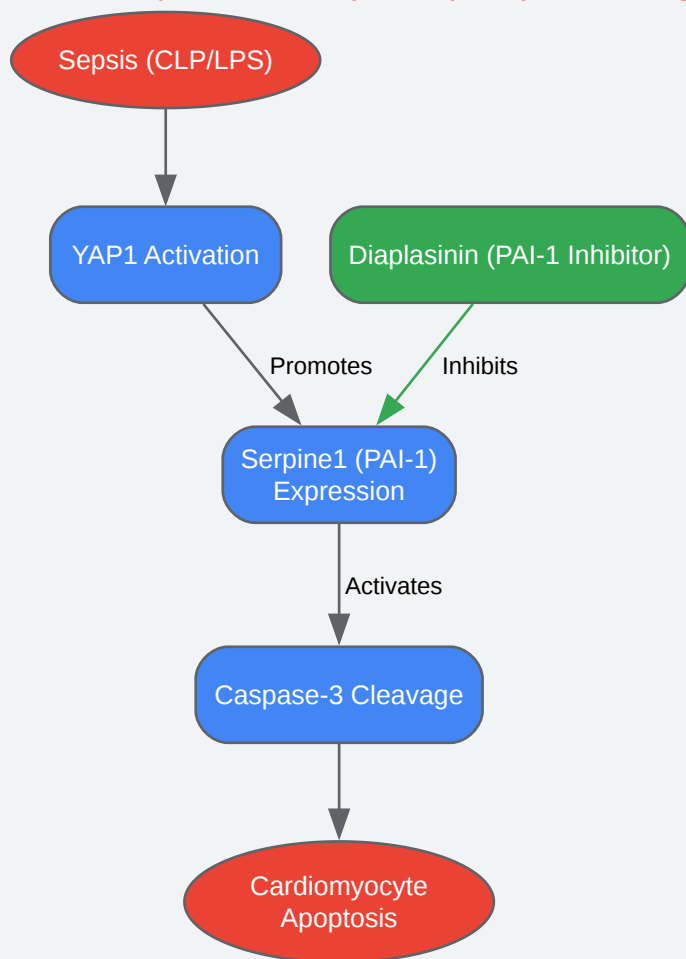 Sepsis (CLP/LPS)
YAP1 Activation
Diaplasinin (PAI-1 Inhibitor)
Promotes
Inhibits
Serpine1 (PAI-1)
Expression
Activates
Caspase-3 Cleavage
Cardiomyocyte
Apoptosis